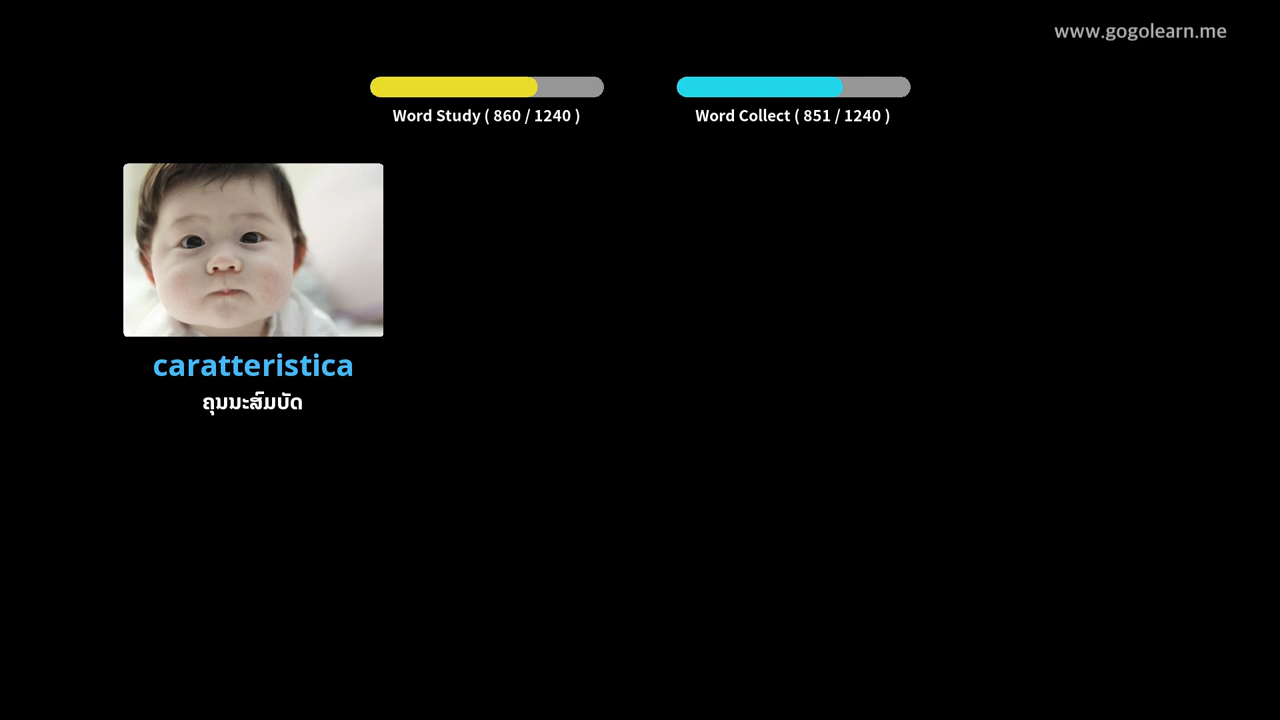 www.gogolearn.me
Word Study ( 860 / 1240 )
Word Collect ( 851 / 1240 )
caratteristica
ຄຸນນະສົມບັດ